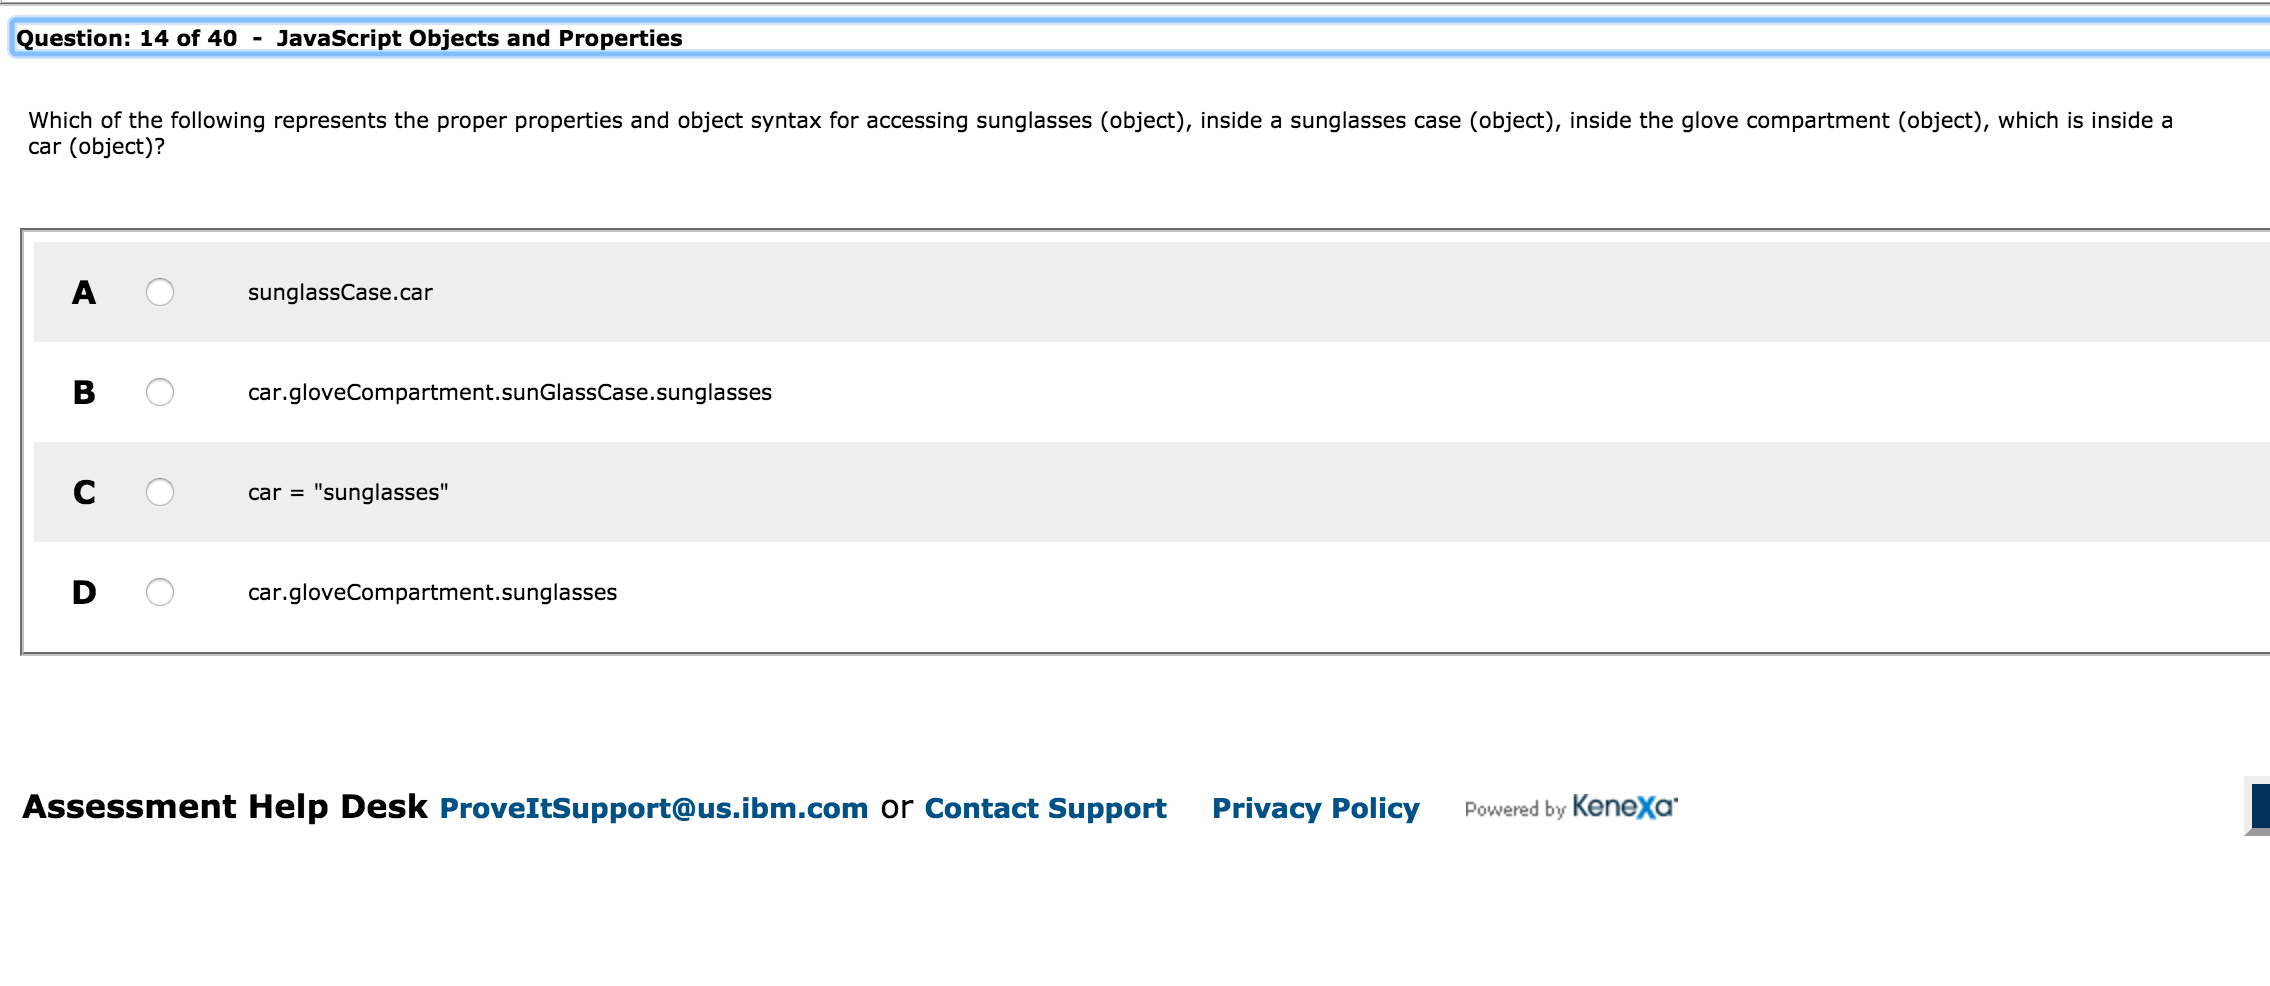 Question: 14 of 40 - JavaScript Objects and Properties
Which of the following represents the proper properties and object syntax for accessing sunglasses (object), inside a sunglasses case (object), inside the glove compartment (object), which is inside a
car (object)?
A sunglassCase.car
B car.gloveCompartment.sunGlassCase.sunglasses
C car = "sunglasses"
D car.gloveCompartment.sunglasses
Assessment Help Desk ProveItSupport@us.ibm.com or Contact Support Privacy Policy Powered by Kenexa